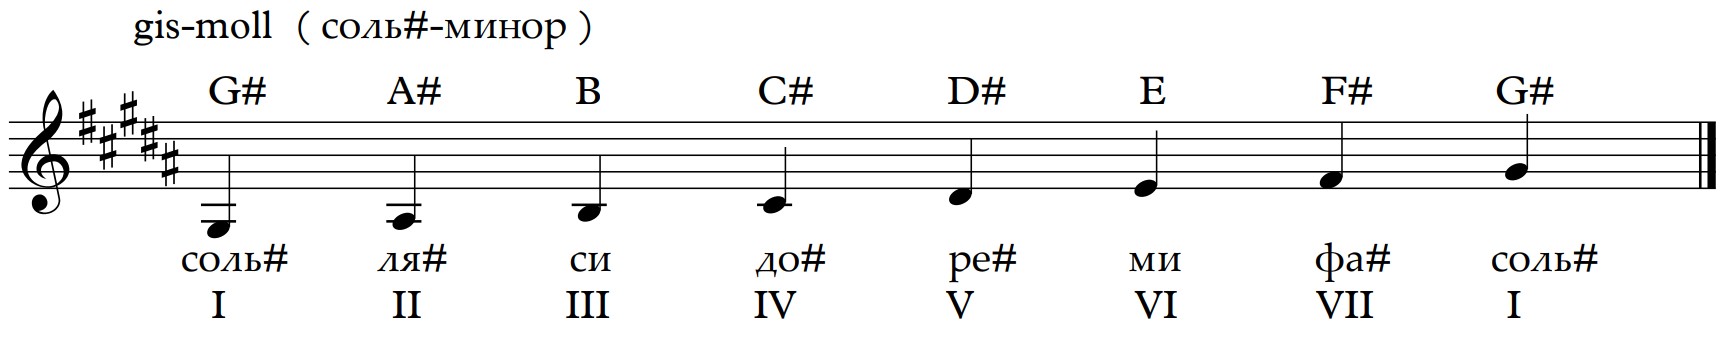 gis-moll ( соль#-минор )
G# A# B C# D# E F# G#
соль# ля# си до# ре# ми фа# соль#
I II III IV V VI VII I